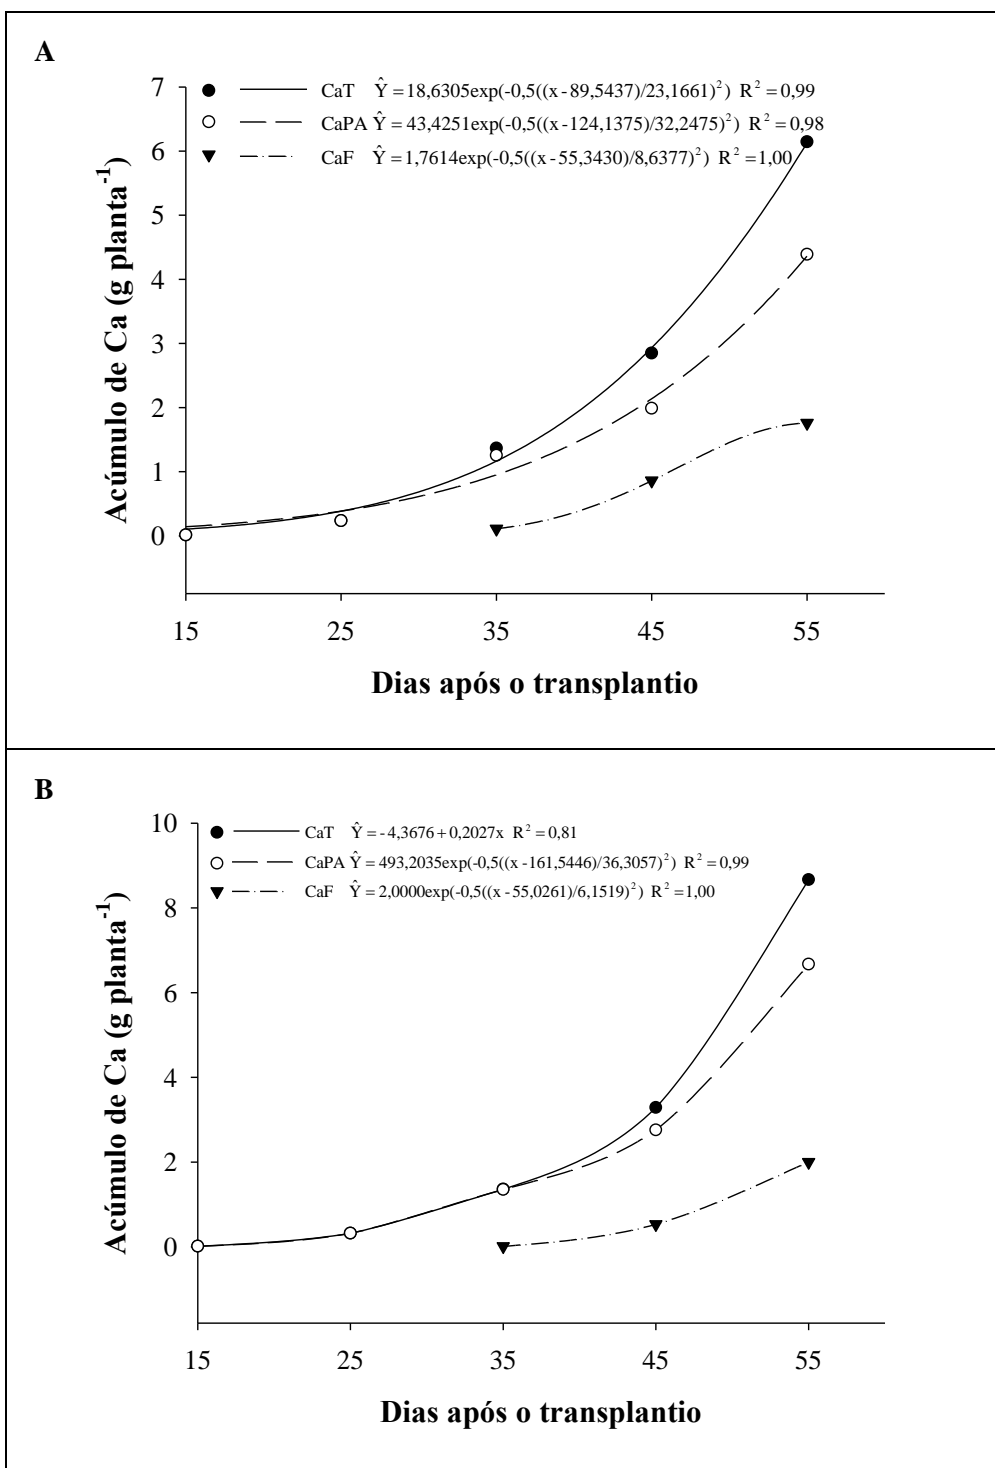 A
CaT Ŷ = 18,6305exp(-0,5((x - 89,5437)/23,1661)²) R² = 0,99
CaPA Ŷ = 43,4251exp(-0,5((x - 124,1375)/32,2475)²) R² = 0,98
CaF Ŷ = 1,7614exp(-0,5((x - 55,3430)/8,6377)²) R² = 1,00
Acúmulo de Ca (g planta⁻¹)
7
6
5
4
3
2
1
0
15 25 35 45 55
Dias após o transplantio
B
CaT Ŷ = - 4,3676 + 0,2027x R² = 0,81
CaPA Ŷ = 493,2035exp(-0,5((x - 161,5446)/36,3057)²) R² = 0,99
CaF Ŷ = 2,0000exp(-0,5((x - 55,0261)/6,1519)²) R² = 1,00
Acúmulo de Ca (g planta⁻¹)
10
8
6
4
2
0
15 25 35 45 55
Dias após o transplantio